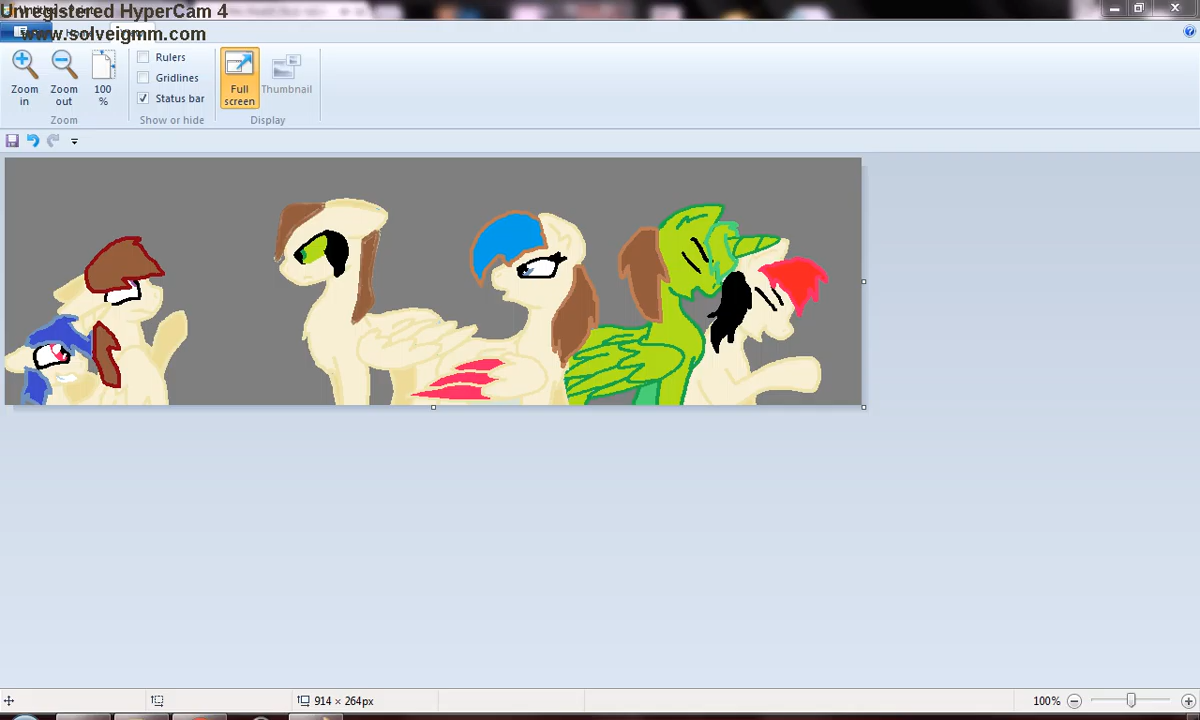 Unregistered HyperCam 4
www.solveigmm.com
Zoom in
Zoom out
100 %
Rulers
Gridlines
Status bar
Full screen
Thumbnail
Zoom
Show or hide
Display
914 × 264px
100%